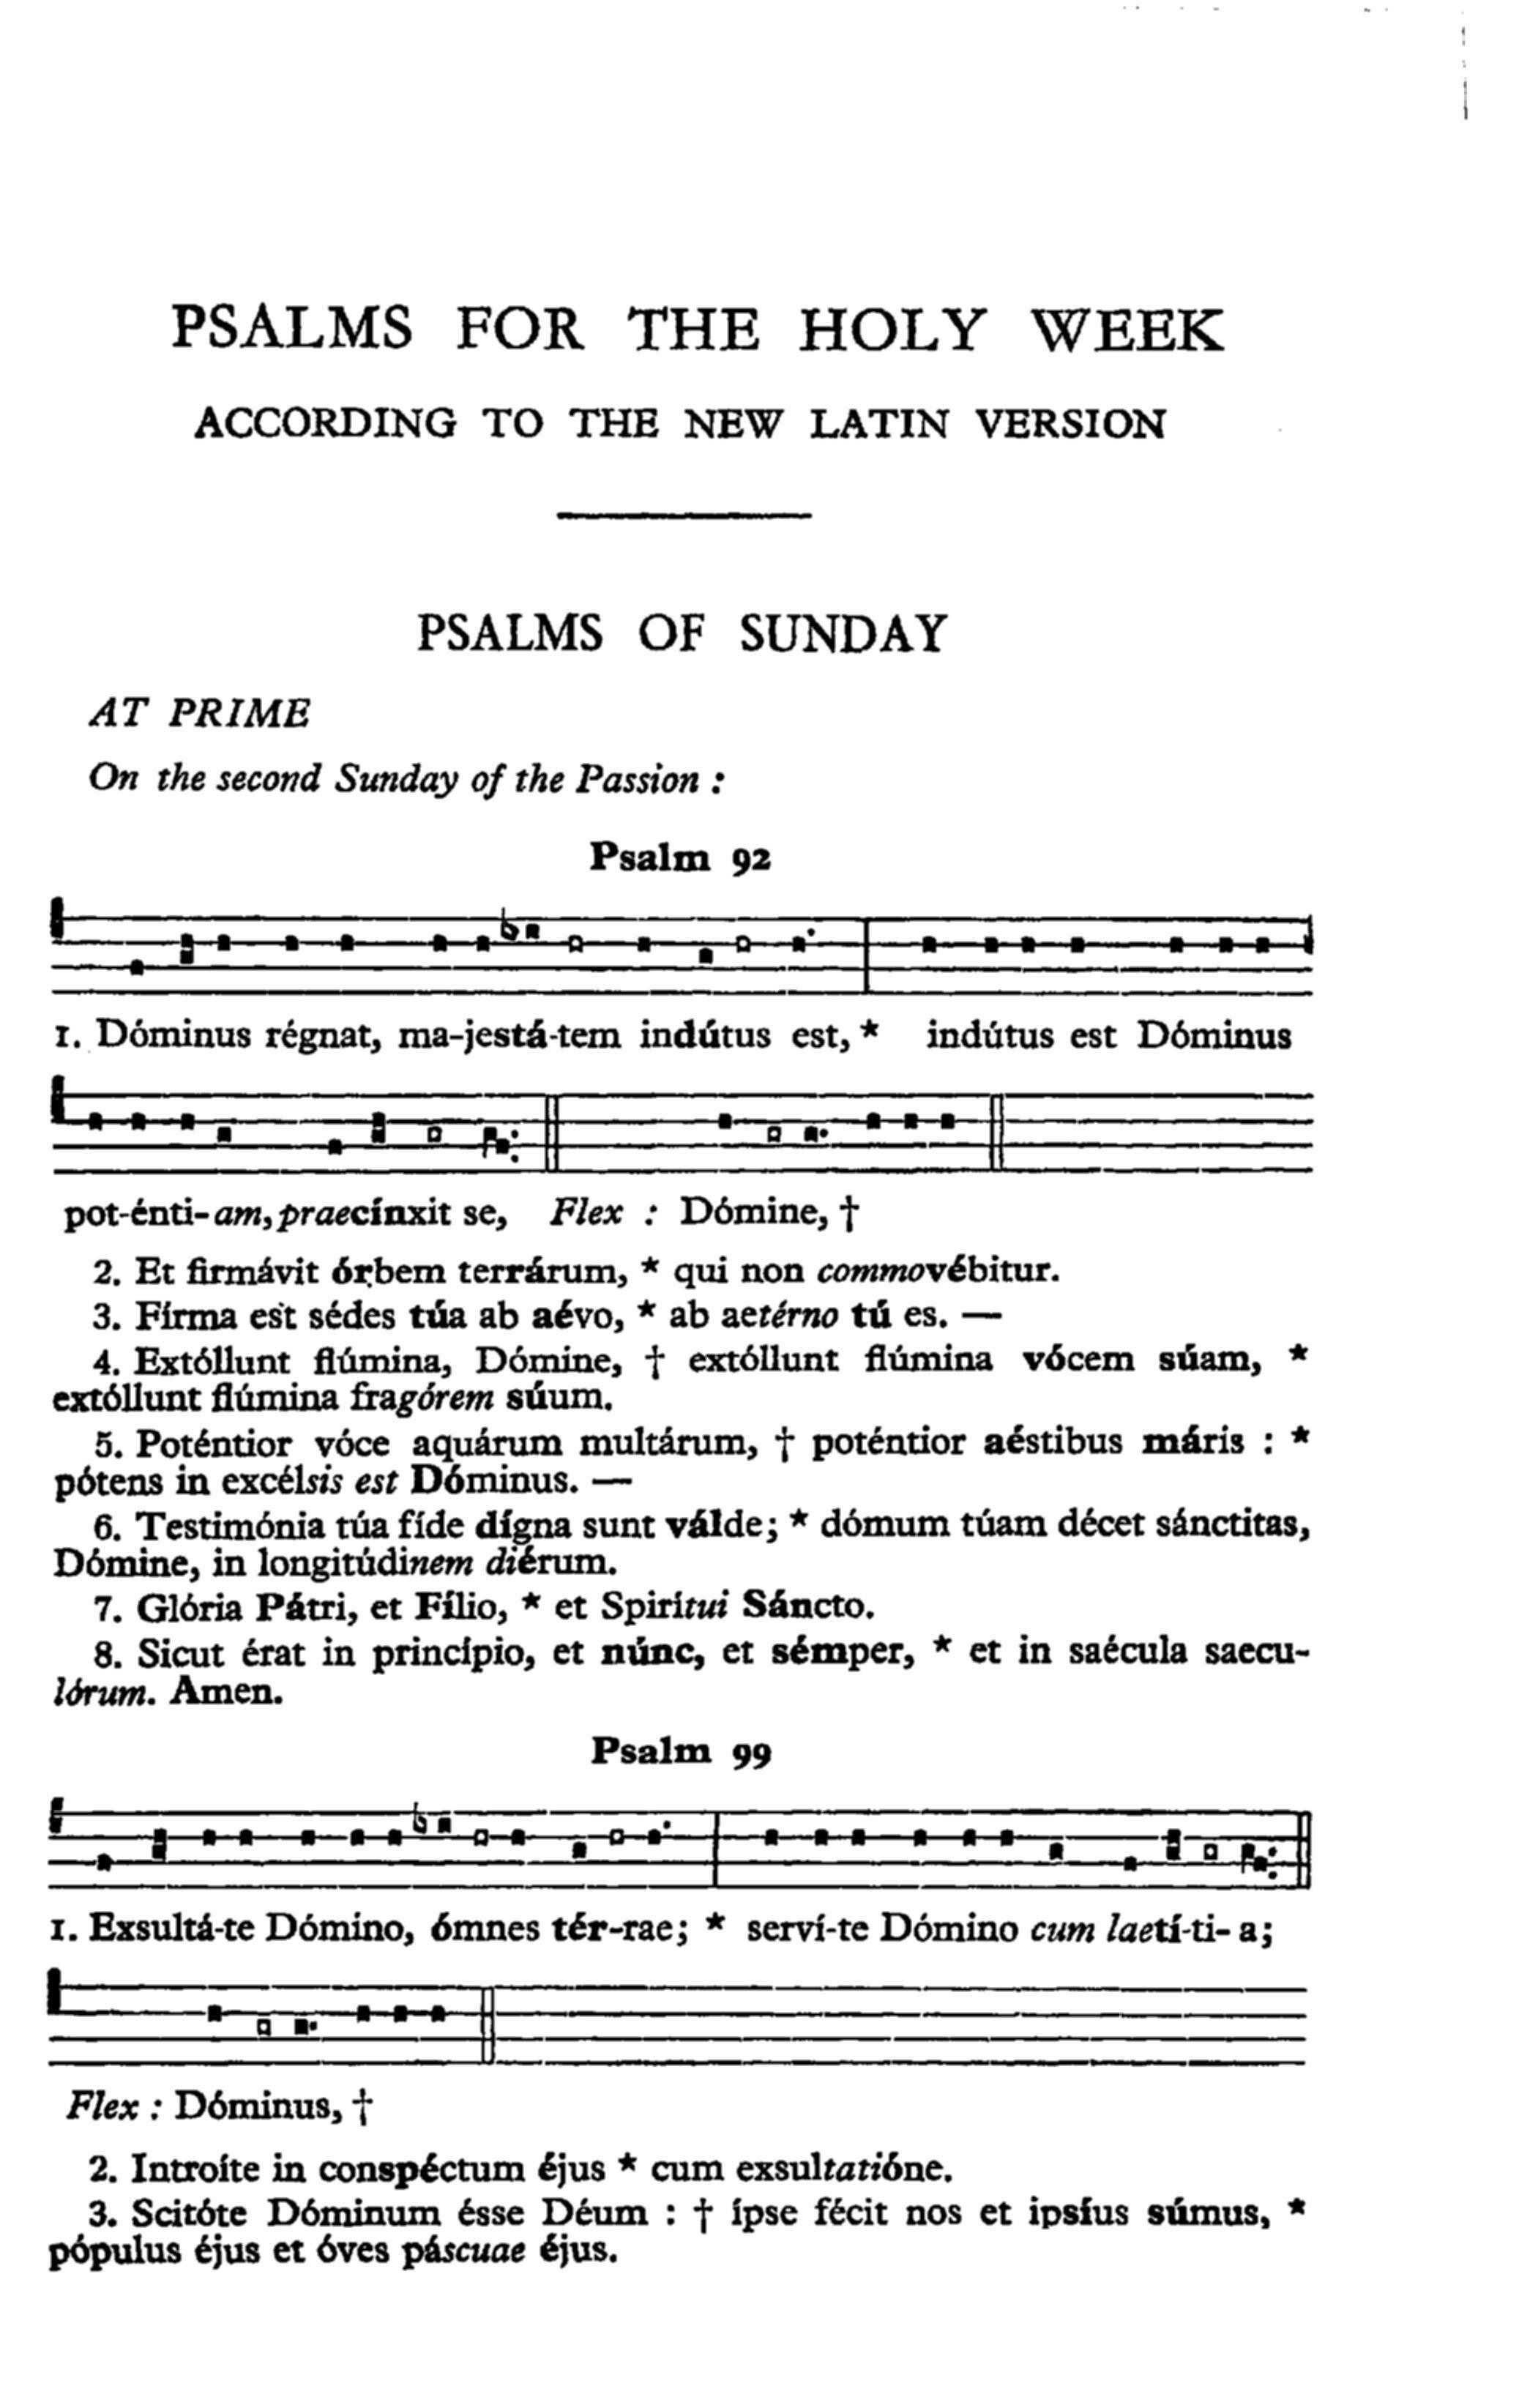 PSALMS FOR THE HOLY WEEK
ACCORDING TO THE NEW LATIN VERSION
PSALMS OF SUNDAY
AT PRIME
On the second Sunday of the Passion :
Psalm 92
1. Dóminus régnat, ma-jestá-tem indútus est, * indútus est Dóminus
pot-énti-am, praecínxit se, Flex : Dómine, †
2. Et firmávit órbem terrárum, * qui non commovébitur.
3. Fírma est sédes túa ab aévo, * ab aetérno tú es. —
4. Extóllunt flúmina, Dómine, † extóllunt flúmina vócem súam, *
extóllunt flúmina fragórem súum.
5. Poténtior vóce aquárum multárum, † poténtior aéstibus máris : *
pótens in excélsis est Dóminus. —
6. Testimónia túa fíde dígna sunt válde; * dómum túam décet sánctitas,
Dómine, in longitúdinem diérum.
7. Glória Pátri, et Fílio, * et Spirítui Sáncto.
8. Sicut érat in princípio, et núnc, et sémper, * et in saécula saecu-
lórum. Amen.
Psalm 99
1. Exsultá-te Dómino, ómnes tér-rae; * serví-te Dómino cum laetí-ti- a;
Flex : Dóminus, †
2. Introíte in conspéctum éjus * cum exsultatióne.
3. Scitóte Dóminum ésse Déum : † ípse fécit nos et ipsíus súmus, *
pópulus éjus et óves páscuae éjus.